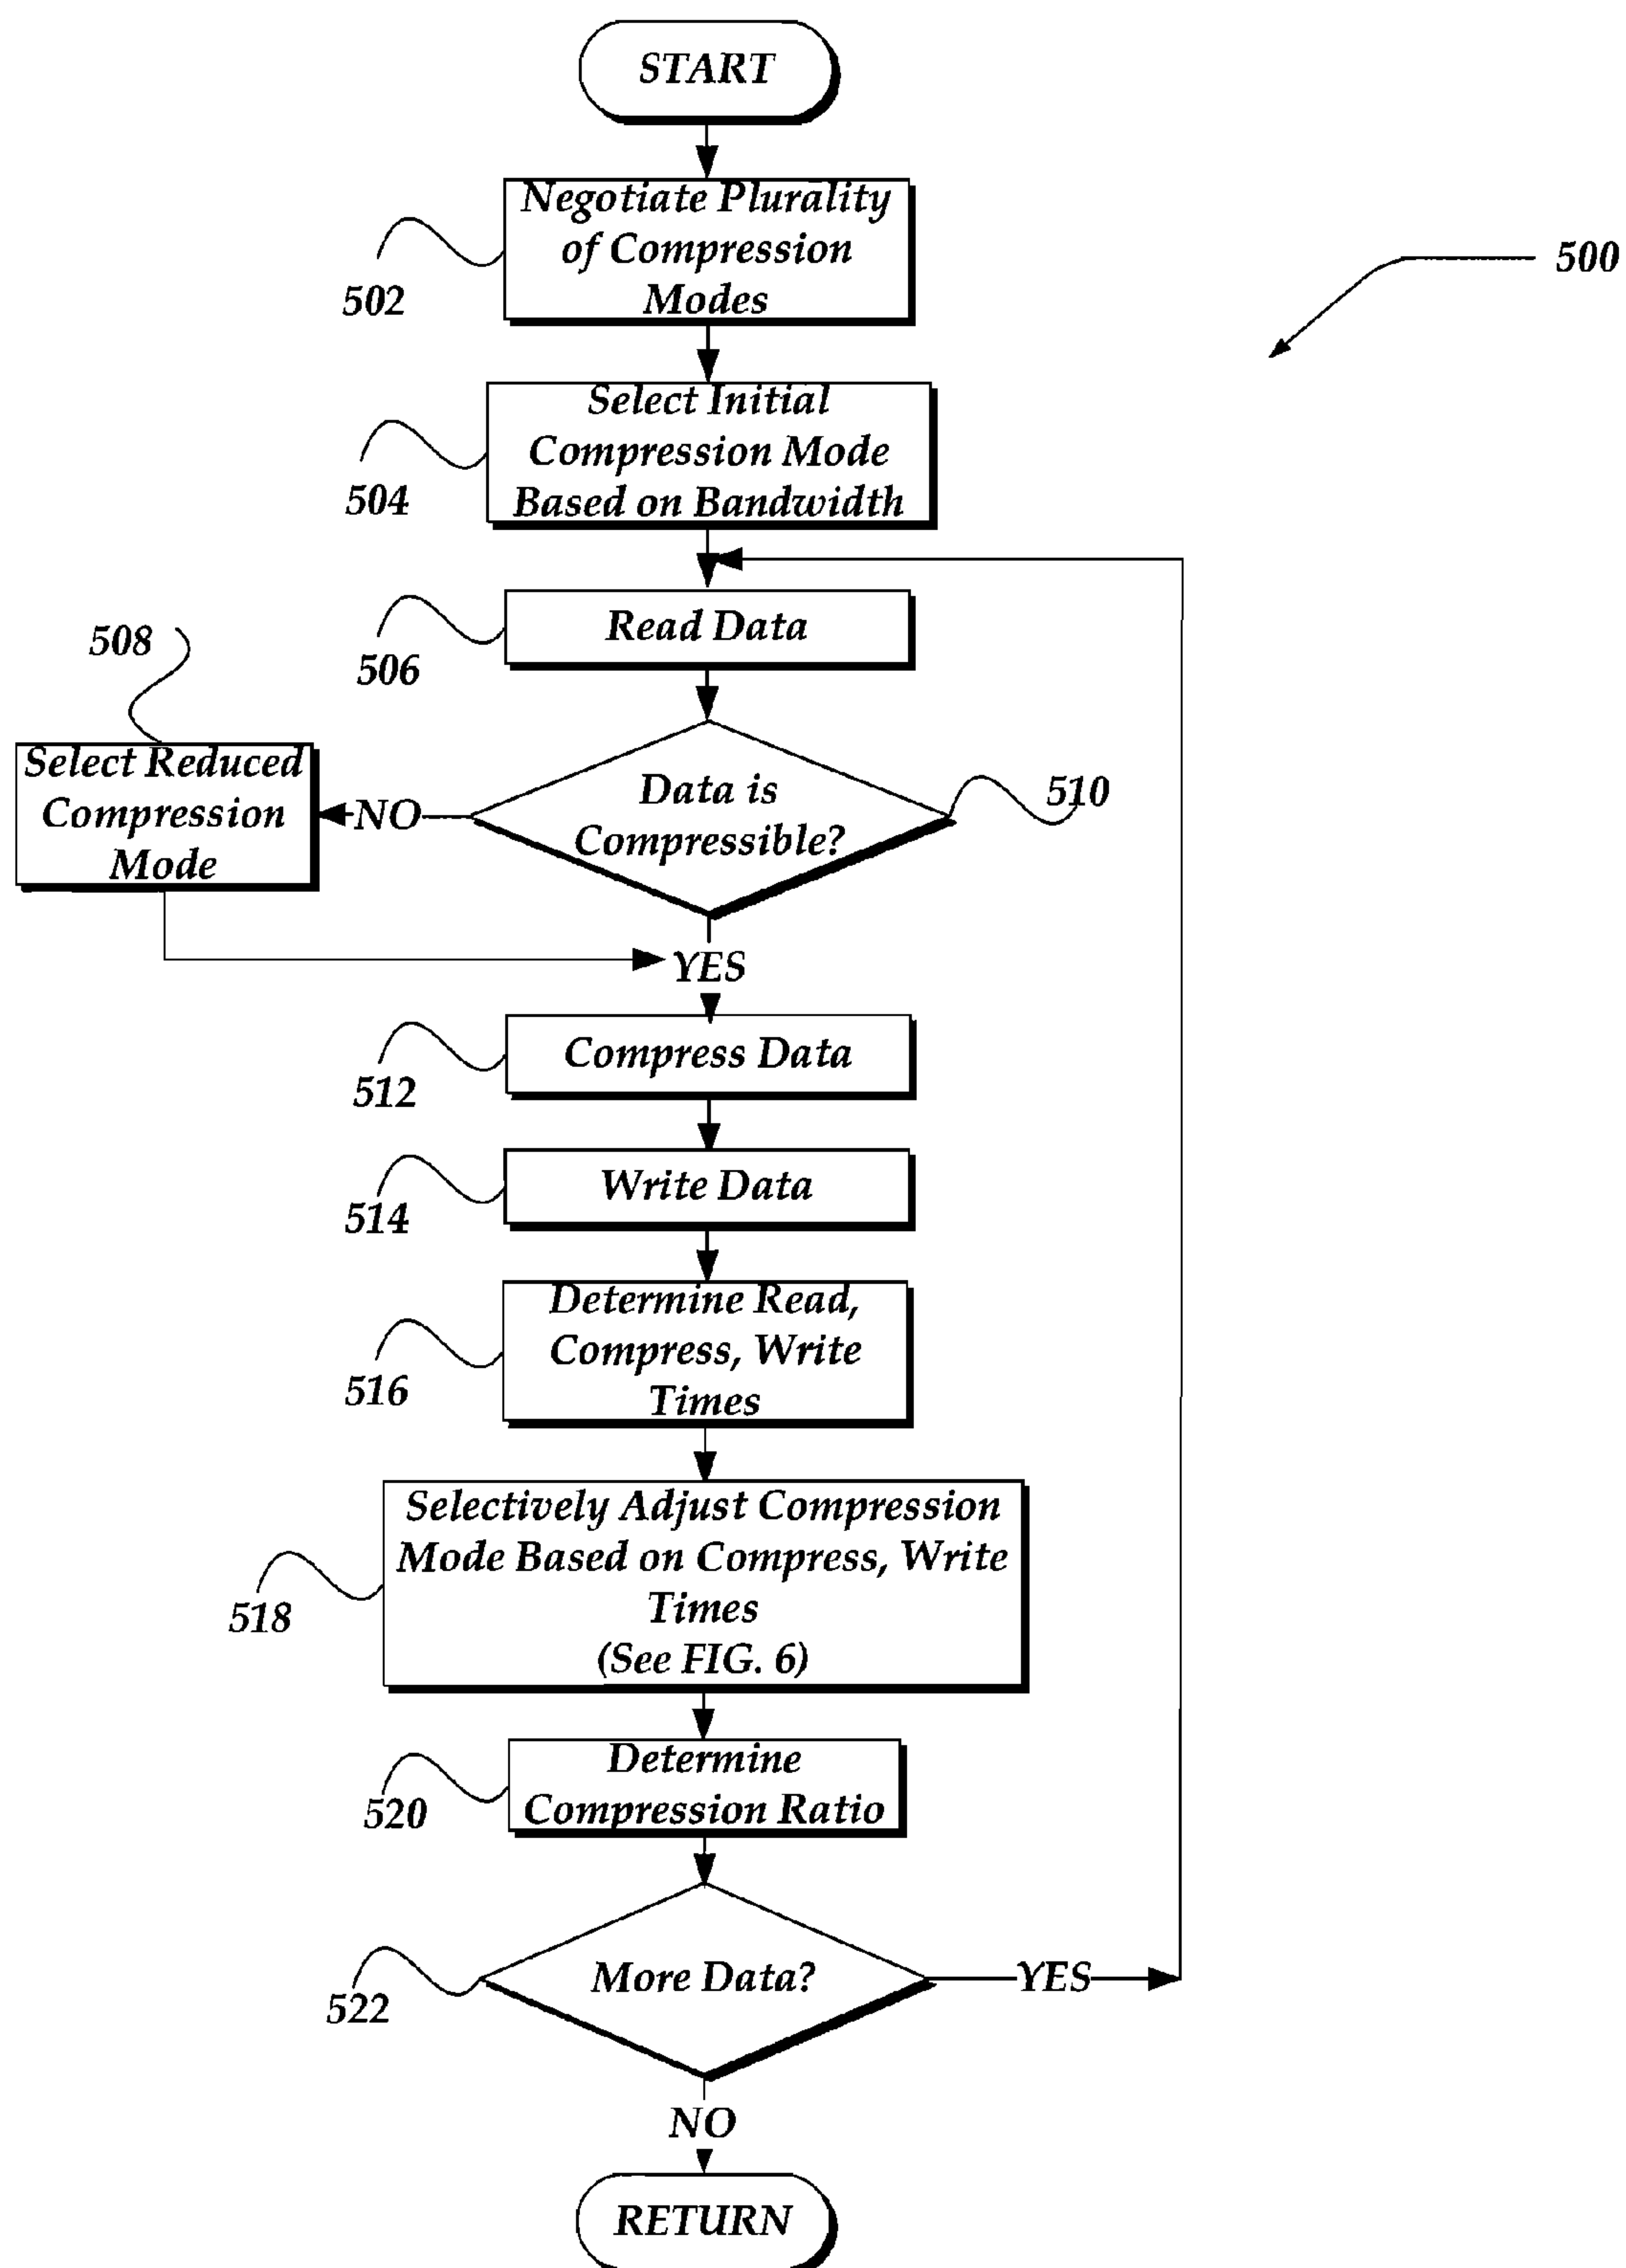 START
Negotiate Plurality
of Compression
Modes
502
500
Select Initial
Compression Mode
Based on Bandwidth
504
Read Data
506
508
Select Reduced
Compression
Mode
NO
Data is
Compressible?
510
YES
Compress Data
512
Write Data
514
Determine Read,
Compress, Write
Times
516
Selectively Adjust Compression
Mode Based on Compress, Write
Times
(See FIG. 6)
518
Determine
Compression Ratio
520
More Data?
YES
522
NO
RETURN